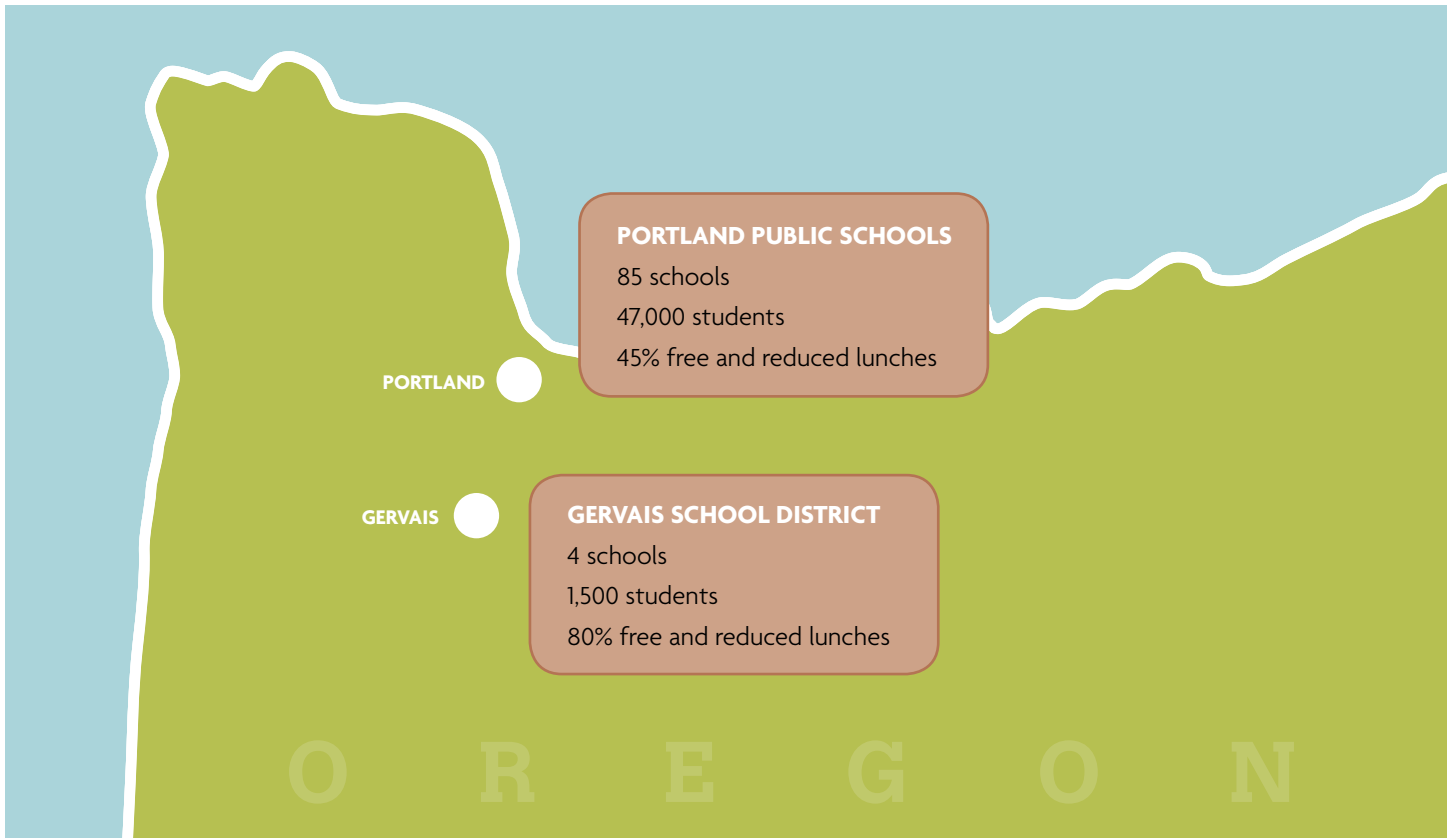 PORTLAND PUBLIC SCHOOLS
85 schools
47,000 students
45% free and reduced lunches
PORTLAND
GERVAIS SCHOOL DISTRICT
4 schools
1,500 students
80% free and reduced lunches
GERVAIS
OREGON